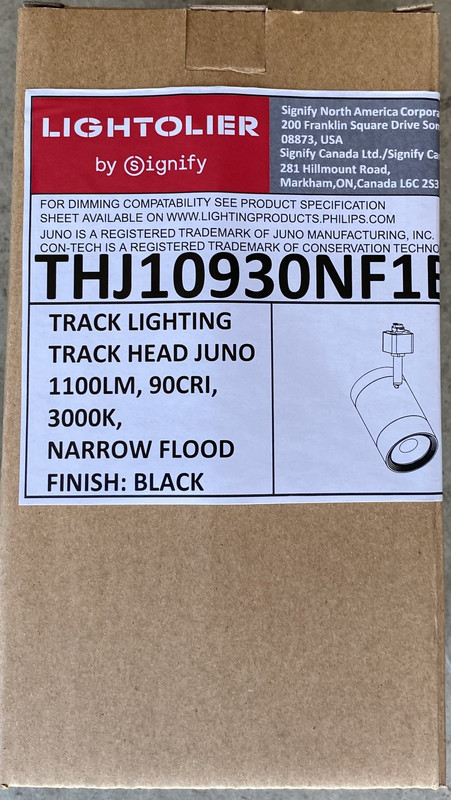 LIGHTOLIER
by Signify
Signify North America Corpora
200 Franklin Square Drive Som
08873, USA
Signify Canada Ltd./Signify Ca
281 Hillmount Road,
Markham,ON,Canada L6C 2S3
FOR DIMMING COMPATABILITY SEE PRODUCT SPECIFICATION
SHEET AVAILABLE ON WWW.LIGHTINGPRODUCTS.PHILIPS.COM
JUNO IS A REGISTERED TRADEMARK OF JUNO MANUFACTURING, INC.
CON-TECH IS A REGISTERED TRADEMARK OF CONSERVATION TECHNO
THJ10930NF1B
TRACK LIGHTING
TRACK HEAD JUNO
1100LM, 90CRI,
3000K,
NARROW FLOOD
FINISH: BLACK